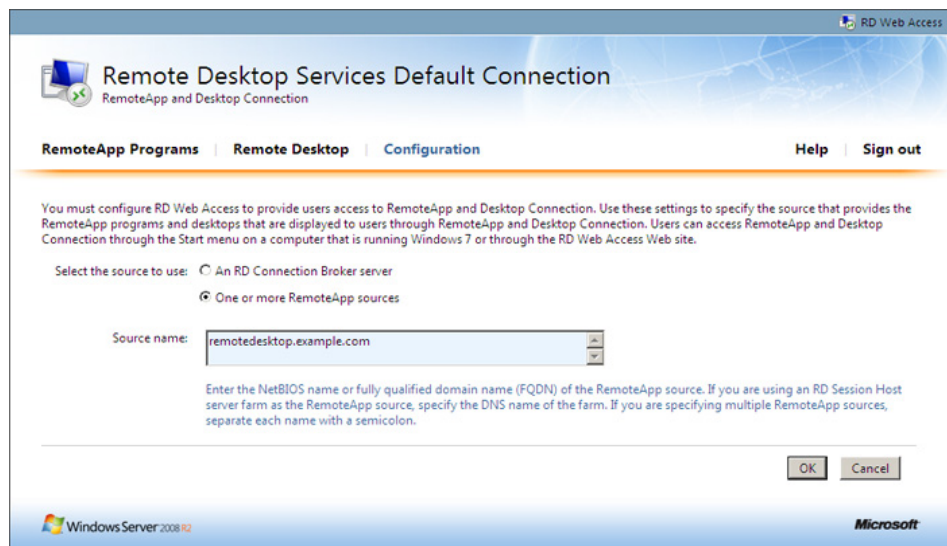 RD Web Access
Remote Desktop Services Default Connection
RemoteApp and Desktop Connection
RemoteApp Programs | Remote Desktop | Configuration Help | Sign out
You must configure RD Web Access to provide users access to RemoteApp and Desktop Connection. Use these settings to specify the source that provides the
RemoteApp programs and desktops that are displayed to users through RemoteApp and Desktop Connection. Users can access RemoteApp and Desktop
Connection through the Start menu on a computer that is running Windows 7 or through the RD Web Access Web site.
Select the source to use: An RD Connection Broker server
One or more RemoteApp sources
Source name: remotedesktop.example.com
Enter the NetBIOS name or fully qualified domain name (FQDN) of the RemoteApp source. If you are using an RD Session Host
server farm as the RemoteApp source, specify the DNS name of the farm. If you are specifying multiple RemoteApp sources,
separate each name with a semicolon.
OK Cancel
Windows Server 2008 R2 Microsoft